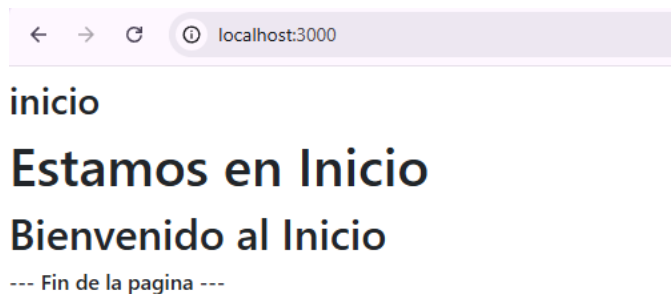 localhost:3000
inicio
Estamos en Inicio
Bienvenido al Inicio
--- Fin de la pagina ---